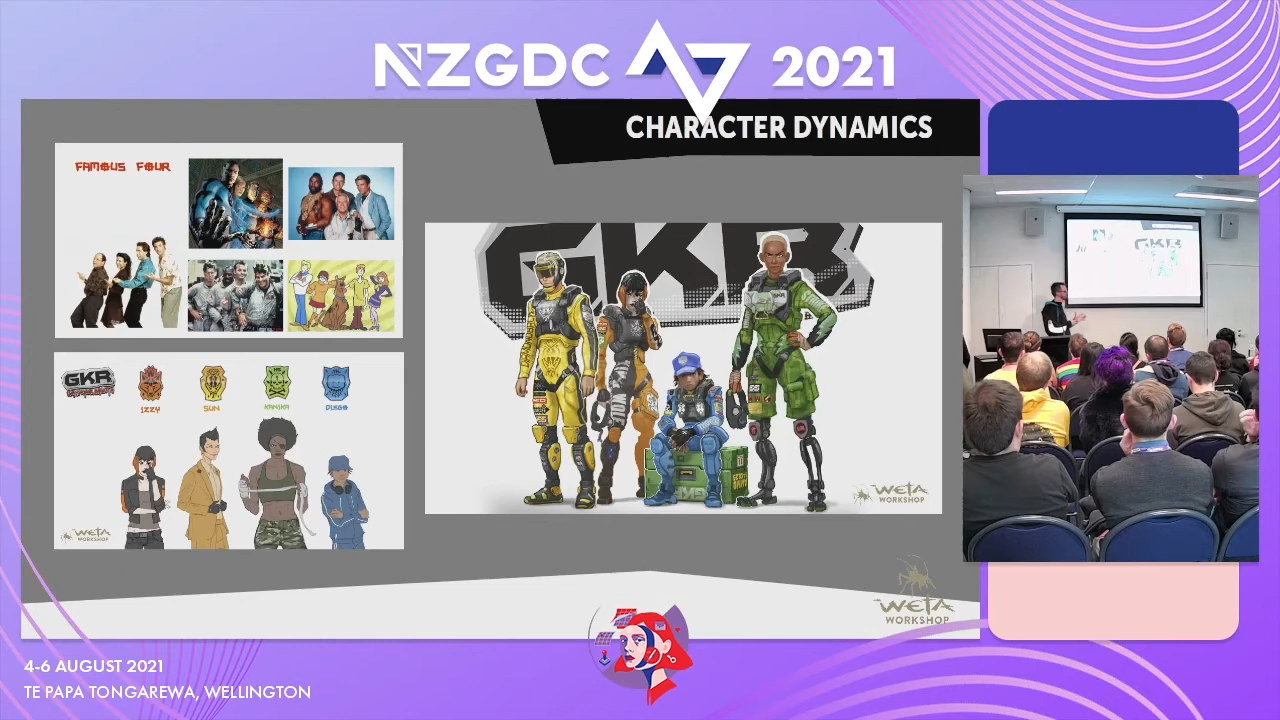 NZGDC 2021
CHARACTER DYNAMICS
FAMOUS FOUR
GKR
GKR
IZZY
SUN
KAMIKA
DIEGO
WETA
WORKSHOP
WETA
WORKSHOP
WETA
WORKSHOP
4-6 AUGUST 2021
TE PAPA TONGAREWA, WELLINGTON